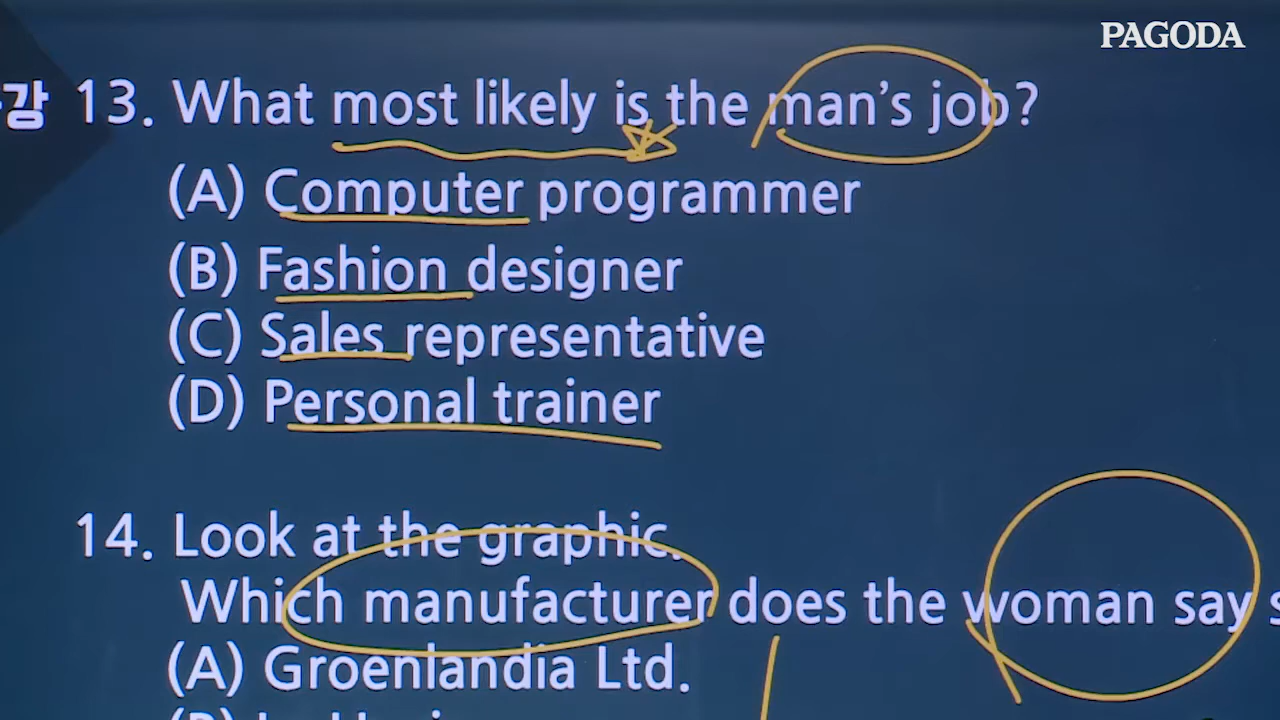 PAGODA
강 13. What most likely is the man's job?
(A) Computer programmer
(B) Fashion designer
(C) Sales representative
(D) Personal trainer
14. Look at the graphic.
Which manufacturer does the woman say
(A) Groenlandia Ltd.